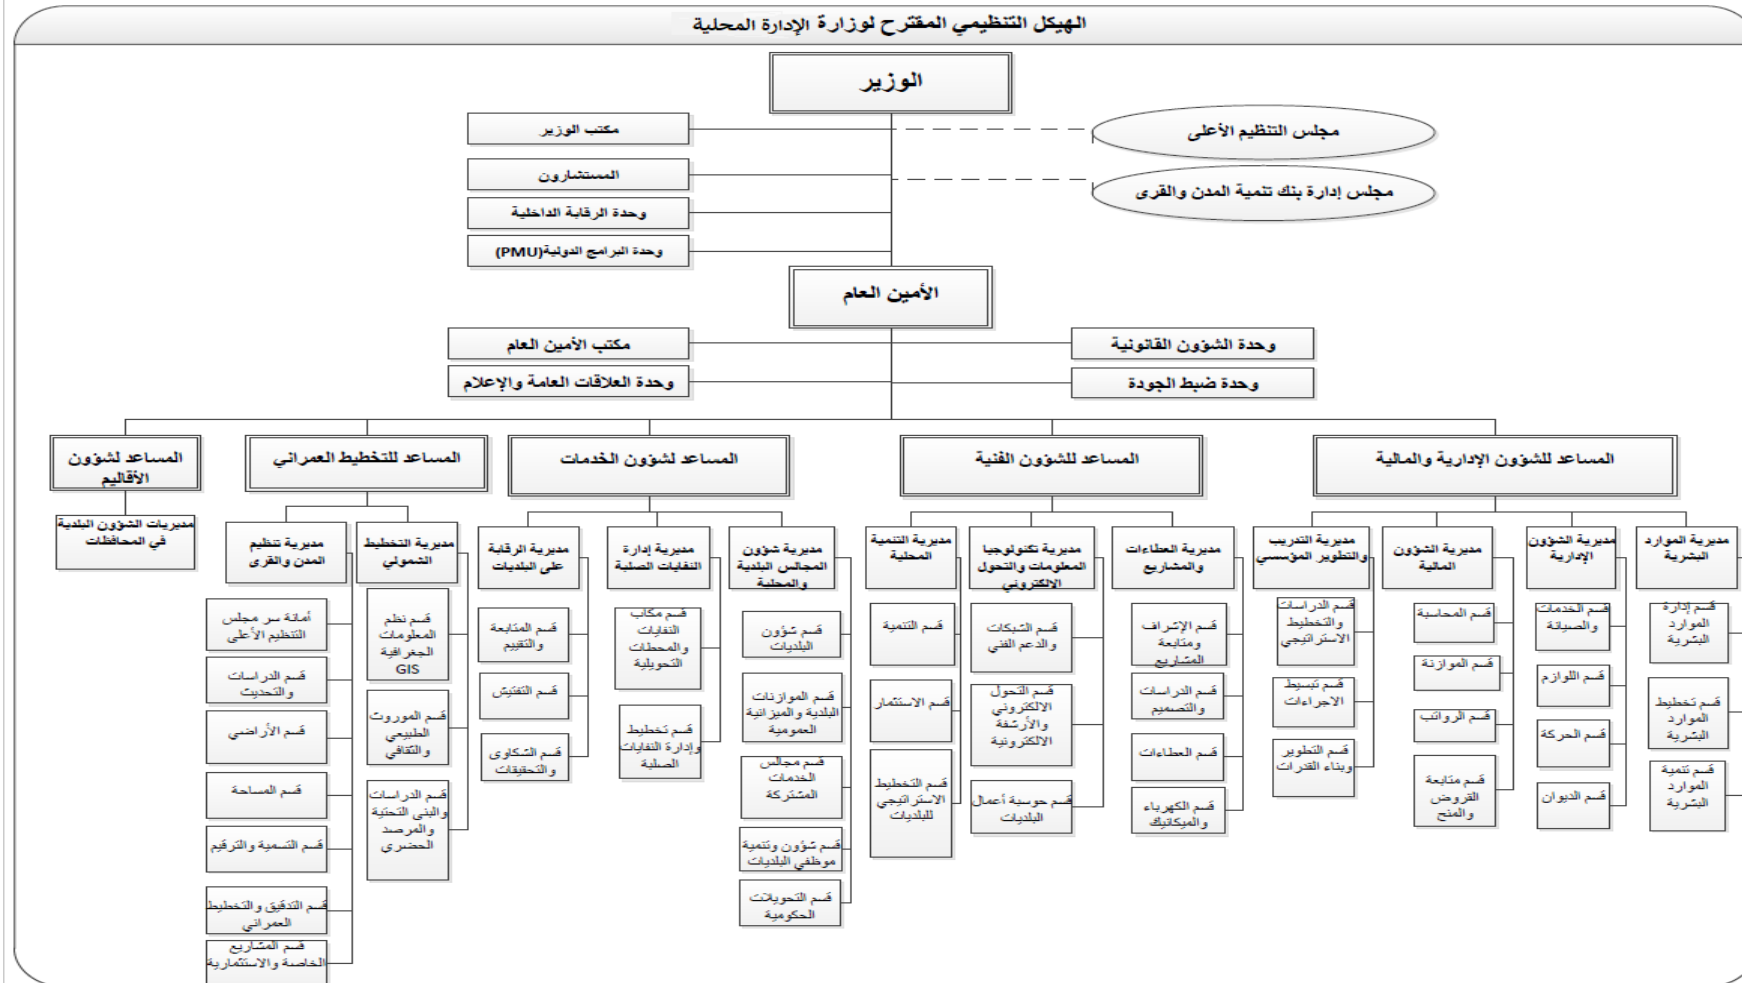 الهيكل التنظيمي المقترح لوزارة الإدارة المحلية
الوزير
مجلس التنظيم الأعلى
مكتب الوزير
المستشارون
مجلس إدارة بنك تنمية المدن والقرى
وحدة الرقابة الداخلية
وحدة البرامج الدولية(PMU)
الأمين العام
وحدة الشؤون القانونية
مكتب الأمين العام
وحدة ضبط الجودة
وحدة العلاقات العامة والإعلام
المساعد للشؤون الإدارية والمالية
المساعد للشؤون الفنية
المساعد لشؤون الخدمات
المساعد للتخطيط العمراني
المساعد لشؤون
الأقاليم
مديرية الموارد
البشرية
قسم إدارة
الموارد
البشرية
قسم تخطيط
الموارد
البشرية
قسم تنمية
الموارد
البشرية
مديرية الشؤون
الإدارية
قسم الخدمات
والصيانة
قسم اللوازم
قسم الحركة
قسم الديوان
مديرية الشؤون
المالية
قسم المحاسبة
قسم الموازنة
قسم الرواتب
قسم متابعة
القروض
والمنح
مديرية التدريب
والتطوير المؤسسي
قسم الدراسات
والتخطيط
الاستراتيجي
قسم تبسيط
الاجراءات
قسم التطوير
وبناء القدرات
مديرية العطاءات
والمشاريع
قسم الإشراف
ومتابعة
المشاريع
قسم الدراسات
والتصميم
قسم العطاءات
قسم الكهرباء
والميكانيك
مديرية تكنولوجيا
المعلومات والتحول
الالكتروني
قسم الشبكات
والدعم الفني
قسم التحول
الالكتروني
والأرشفة
الالكترونية
قسم حوسبة أعمال
البلديات
مديرية التنمية
المحلية
قسم التنمية
قسم الاستثمار
قسم التخطيط
الاستراتيجي
للبلديات
مديرية شؤون
المجالس البلدية
والمحلية
قسم شؤون
البلديات
قسم الموازنات
البلدية والميزانية
العمومية
قسم مجالس
الخدمات
المشتركة
قسم شؤون وتنمية
موظفي البلديات
قسم التحويلات
الحكومية
مديرية إدارة
النفايات الصلبة
قسم مكاب
النفايات
والمحطات
التحويلية
قسم تخطيط
وإدارة النفايات
الصلبة
مديرية الرقابة
على البلديات
قسم المتابعة
والتقييم
قسم التفتيش
قسم الشكاوى
والتحقيقات
مديرية التخطيط
الشمولي
قسم نظم
المعلومات
الجغرافية
GIS
قسم الموروث
الطبيعي
والثقافي
قسم الدراسات
والبنى التحتية
والمرصد
الحضري
مديرية تنظيم
المدن والقرى
أمانة سر مجلس
التنظيم الأعلى
قسم الدراسات
والتحديث
قسم الأراضي
قسم المساحة
قسم التسمية والترقيم
قسم التدقيق والتخطيط
العمراني
قسم المشاريع
الخاصة والاستثمارية
مديريات الشؤون البلدية
في المحافظات